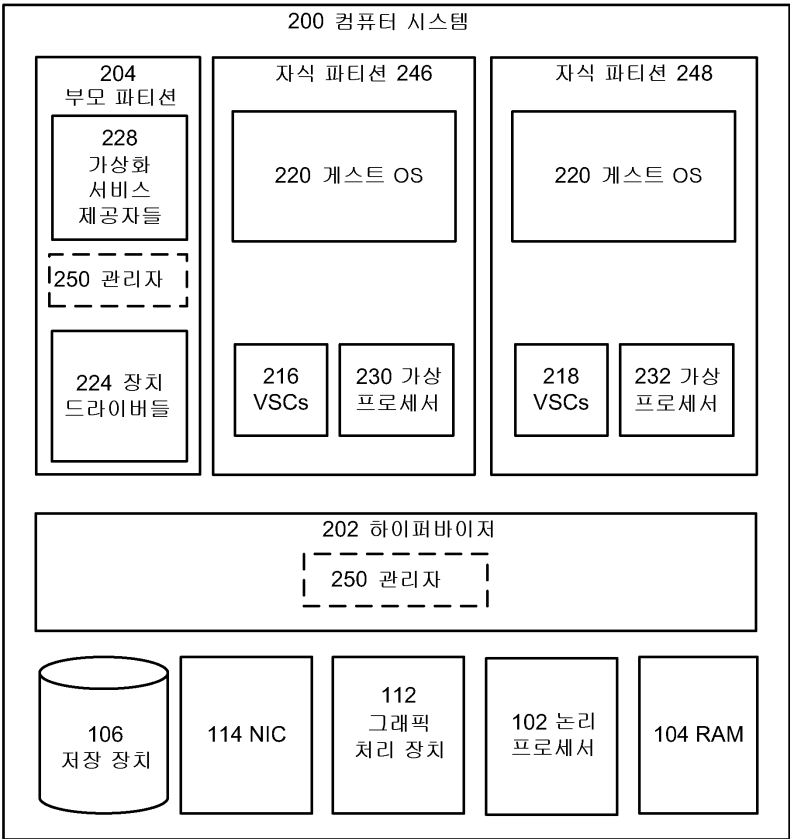 200 컴퓨터 시스템
204
부모 파티션
228
가상화
서비스
제공자들
250 관리자
224 장치
드라이버들
자식 파티션 246
220 게스트 OS
216
VSCs
230 가상
프로세서
자식 파티션 248
220 게스트 OS
218
VSCs
232 가상
프로세서
202 하이퍼바이저
250 관리자
106
저장 장치
114 NIC
112
그래픽
처리 장치
102 논리
프로세서
104 RAM